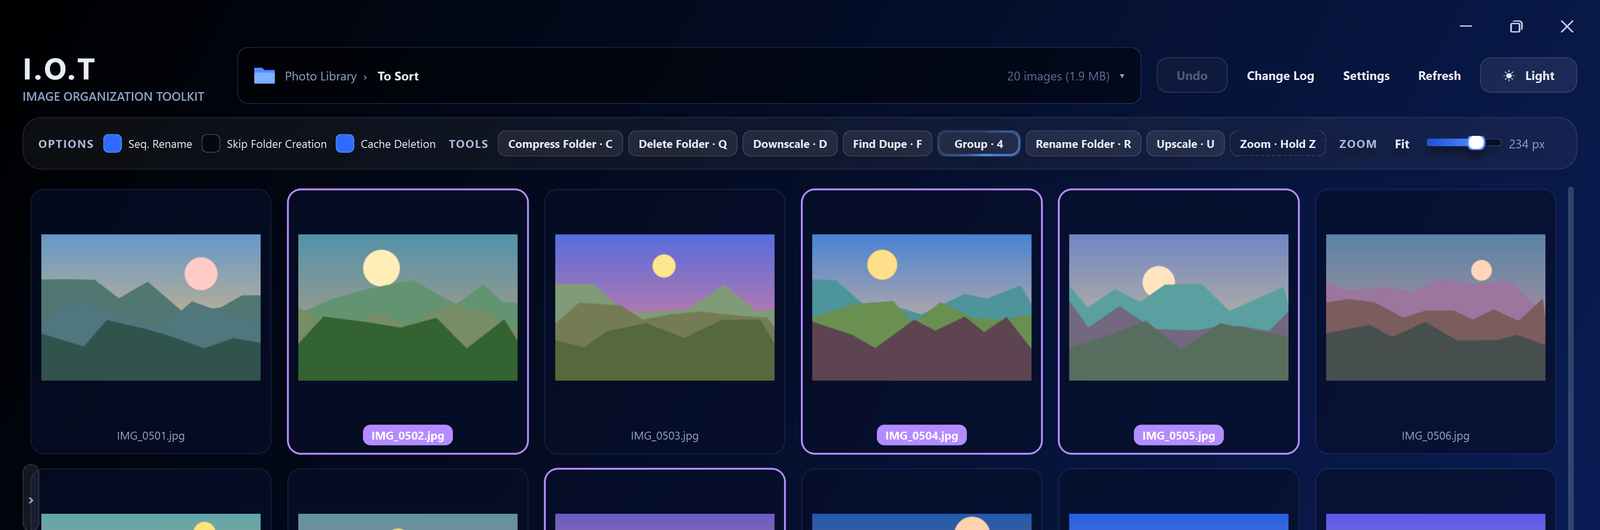 I.O.T
IMAGE ORGANIZATION TOOLKIT
Photo Library › To Sort
20 images (1.9 MB) ▾
Undo
Change Log
Settings
Refresh
Light
OPTIONS
Seq. Rename
Skip Folder Creation
Cache Deletion
TOOLS
Compress Folder · C
Delete Folder · Q
Downscale · D
Find Dupe · F
Group · 4
Rename Folder · R
Upscale · U
Zoom · Hold Z
ZOOM
Fit
234 px
IMG_0501.jpg
IMG_0502.jpg
IMG_0503.jpg
IMG_0504.jpg
IMG_0505.jpg
IMG_0506.jpg